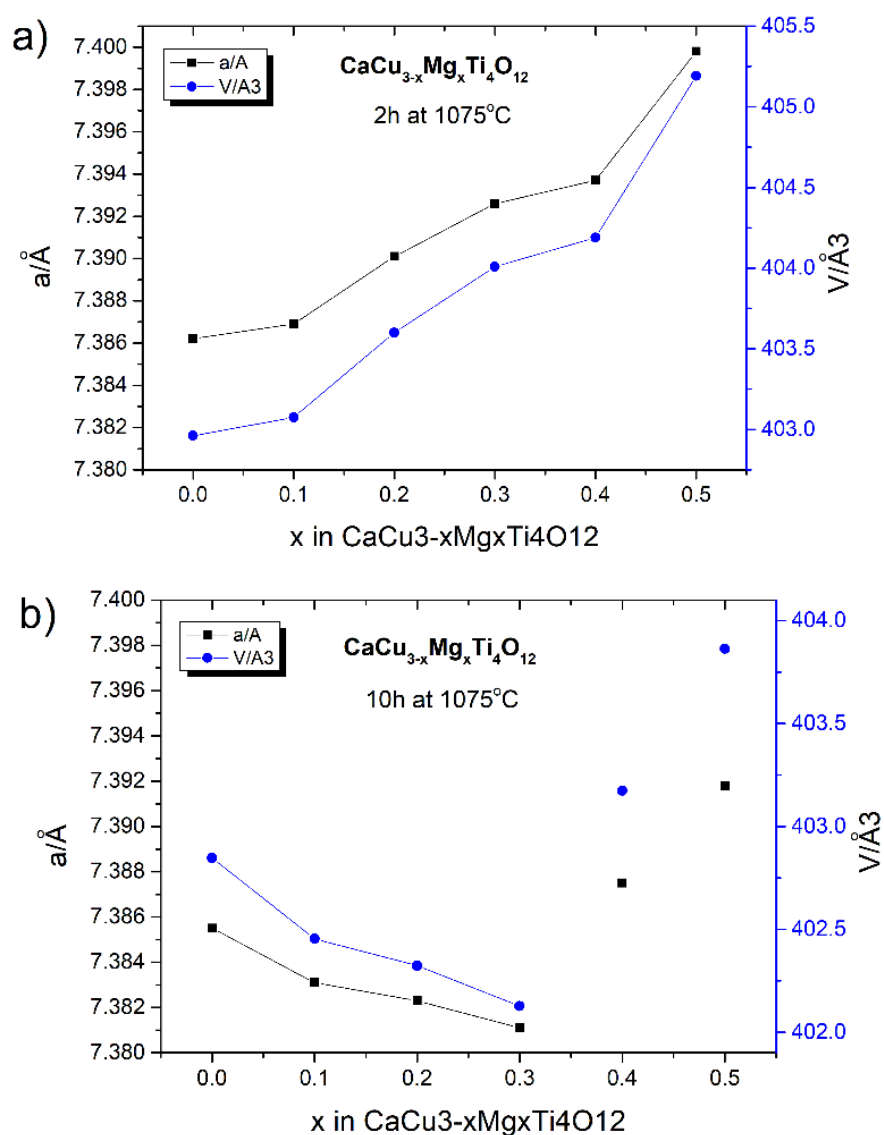 a)
a/A
V/A3
CaCu3-xMgxTi4O12
2h at 1075°C
7.400
7.398
7.396
7.394
7.392
7.390
7.388
7.386
7.384
7.382
7.380
a/Å
405.5
405.0
404.5
404.0
403.5
403.0
V/Å3
0.0 0.1 0.2 0.3 0.4 0.5
x in CaCu3-xMgxTi4O12
b)
a/A
V/A3
CaCu3-xMgxTi4O12
10h at 1075°C
7.400
7.398
7.396
7.394
7.392
7.390
7.388
7.386
7.384
7.382
7.380
a/Å
404.0
403.5
403.0
402.5
402.0
V/Å3
0.0 0.1 0.2 0.3 0.4 0.5
x in CaCu3-xMgxTi4O12